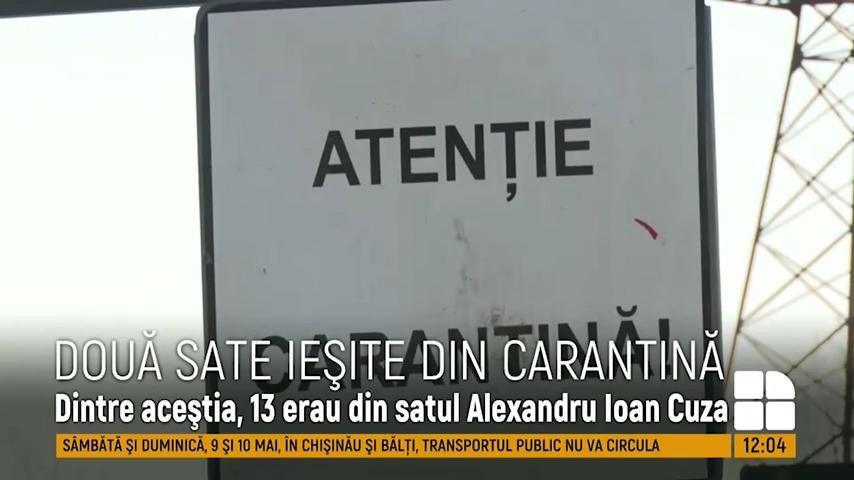 ATENȚIE
CARANTINĂ!
DOUĂ SATE IEŞITE DIN CARANTINĂ
Dintre aceştia, 13 erau din satul Alexandru Ioan Cuza
SÂMBĂTĂ ŞI DUMINICĂ, 9 ŞI 10 MAI, ÎN CHIŞINĂU ŞI BĂLŢI, TRANSPORTUL PUBLIC NU VA CIRCULA
12:04